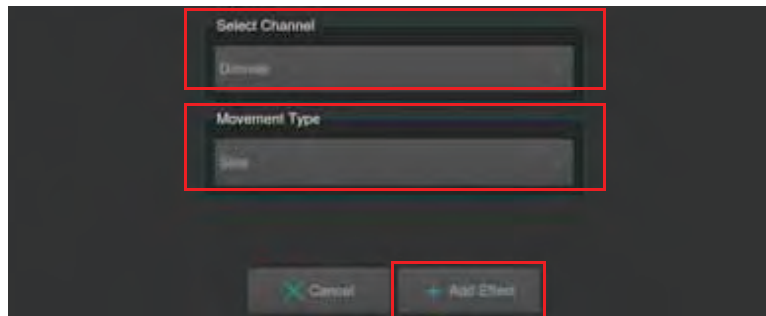 Select Channel
Dimmer
Movement Type
Sine
Cancel
Add Effect